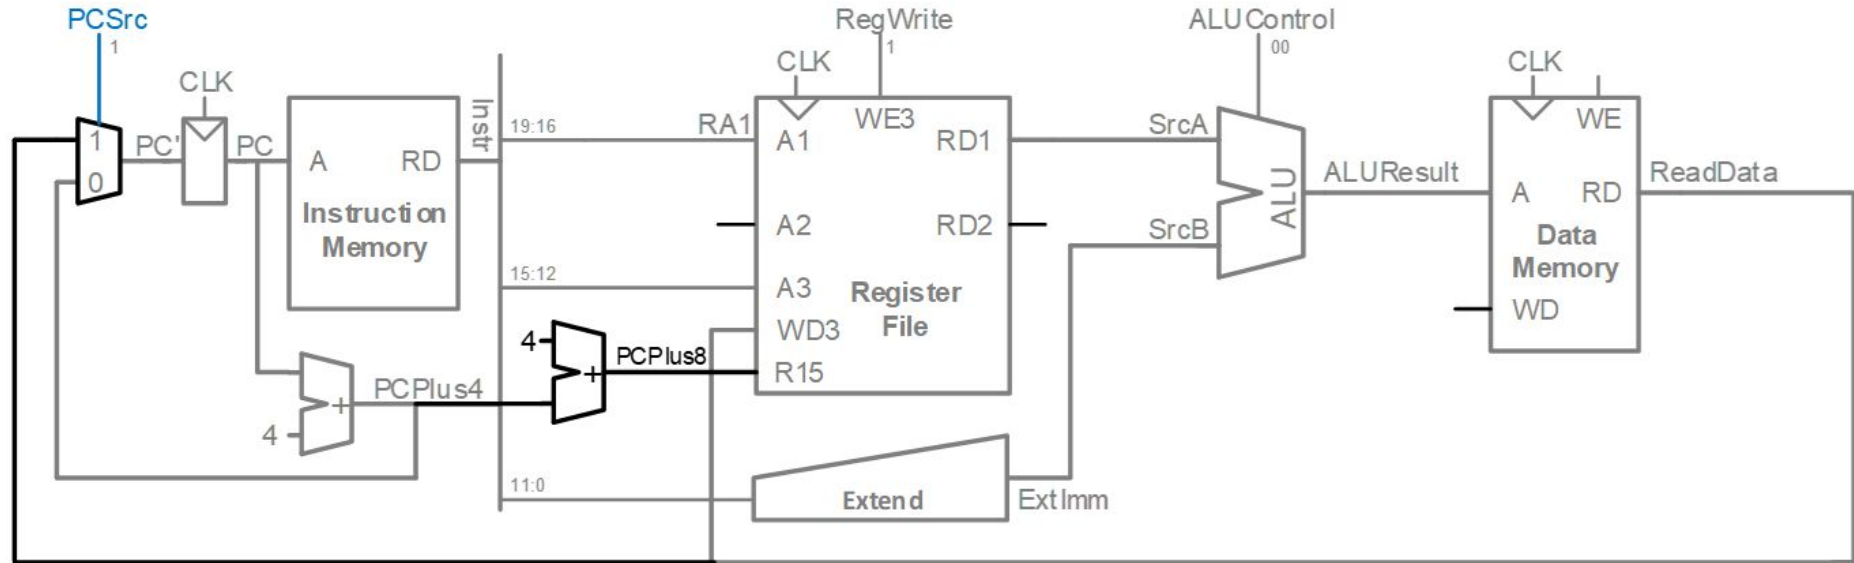 PCSrc
1
CLK
1
0
PC'
PC
A
RD
Instruction
Memory
Instr
19:16
15:12
11:0
RegWrite
1
CLK
WE3
RA1
A1
RD1
A2
RD2
A3
WD3
R15
Register
File
4
+
PCPlus8
PCPlus4
4
+
Extend
ExtImm
ALUControl
00
SrcA
SrcB
ALU
ALUResult
CLK
WE
A
RD
Data
Memory
WD
ReadData